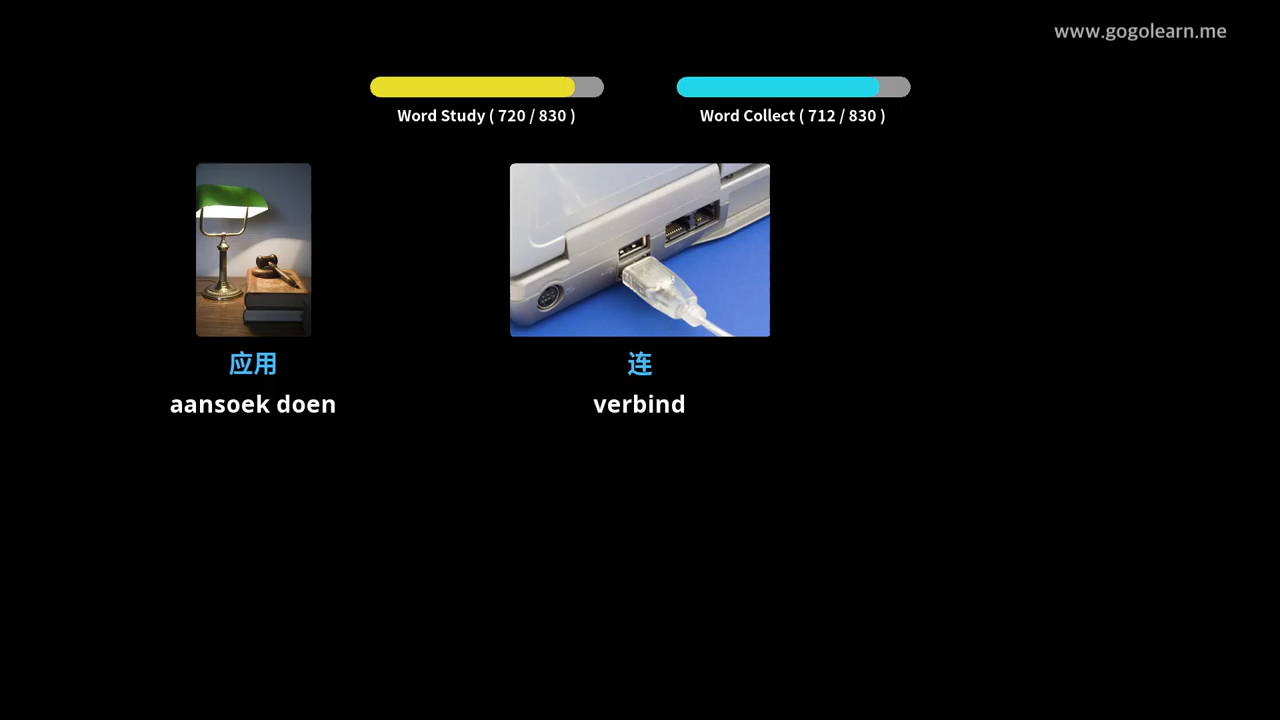 www.gogolearn.me
Word Study ( 720 / 830 )
Word Collect ( 712 / 830 )
应用
aansoek doen
连
verbind